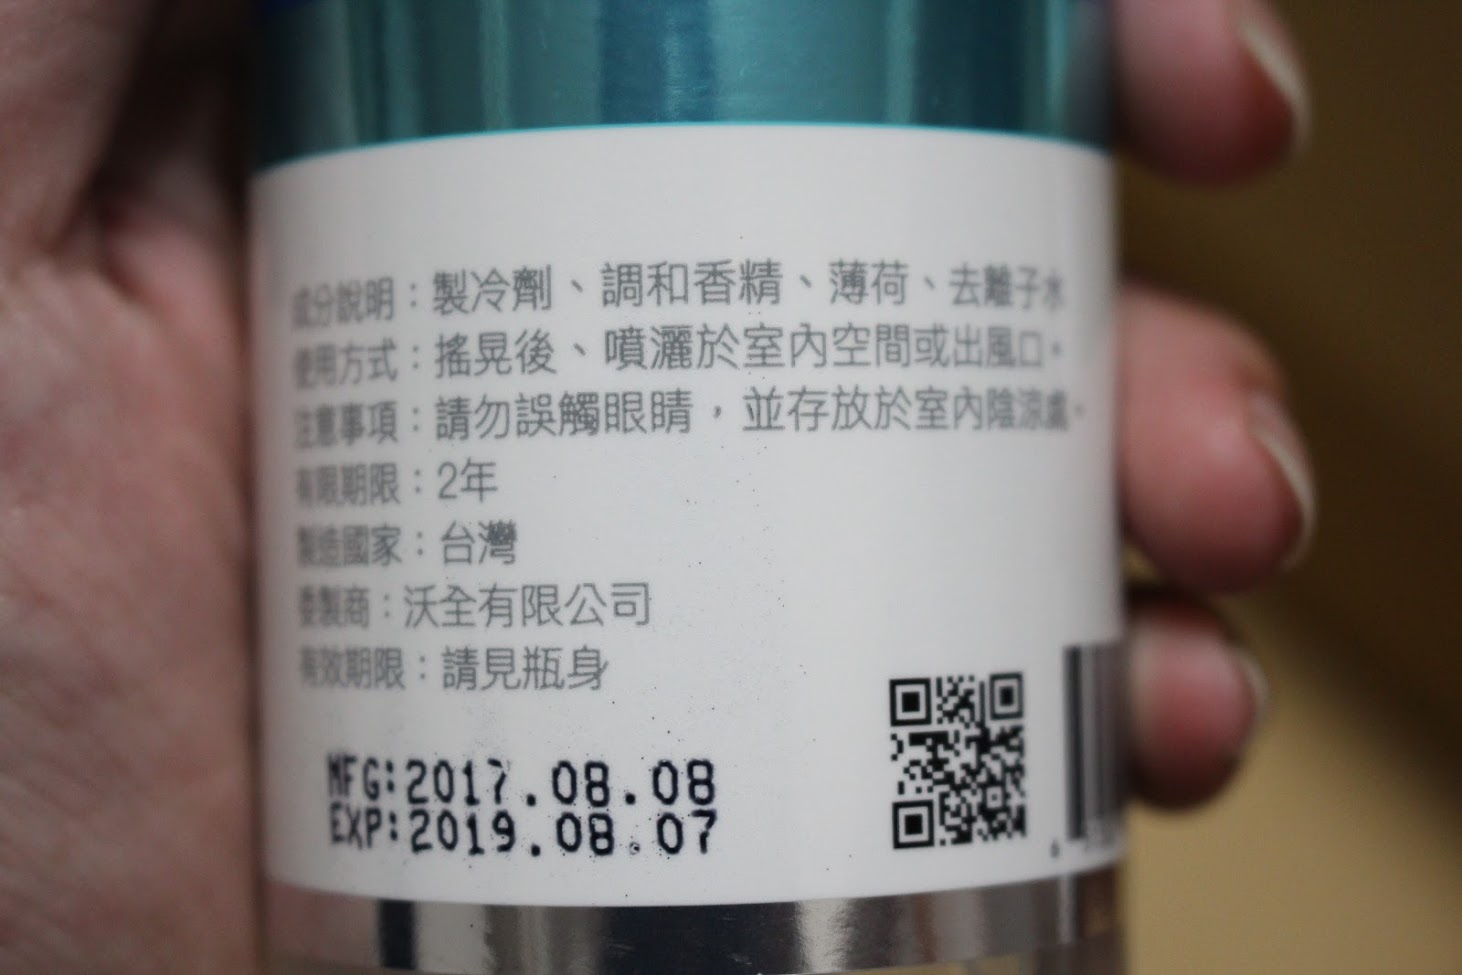 成分說明：製冷劑、調和香精、薄荷、去離子水
使用方式：搖晃後、噴灑於室內空間或出風口。
注意事項：請勿誤觸眼睛，並存放於室內陰涼處。
有限期限：2年
製造國家：台灣
委製商：沃全有限公司
有效期限：請見瓶身
MFG:2017.08.08
EXP:2019.08.07